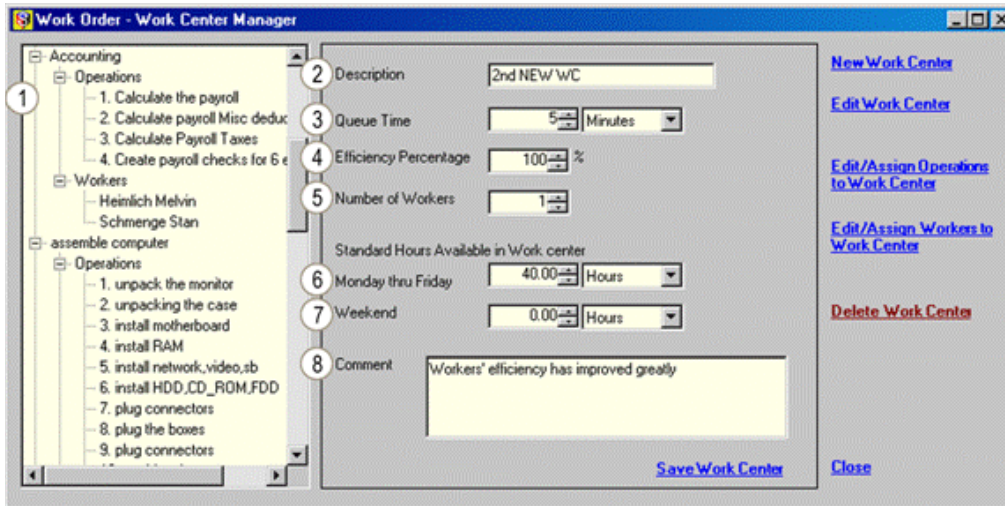 Work Order - Work Center Manager
Accounting
Operations
1. Calculate the payroll
2. Calculate payroll Misc deduc
3. Calculate Payroll Taxes
4. Create payroll checks for 6 e
Workers
Heimlich Melvin
Schmenge Stan
assemble computer
Operations
1. unpack the monitor
2. unpacking the case
3. install motherboard
4. install RAM
5. install network,video,sb
6. install HDD,CD_ROM,FDD
7. plug connectors
8. plug the boxes
9. plug connectors
1
2 Description 2nd NEW WC
3 Queue Time 5 Minutes
4 Efficiency Percentage 100 %
5 Number of Workers 1
Standard Hours Available in Work center
6 Monday thru Friday 40.00 Hours
7 Weekend 0.00 Hours
8 Comment Workers' efficiency has improved greatly
Save Work Center
New Work Center
Edit Work Center
Edit/Assign Operations
to Work Center
Edit/Assign Workers to
Work Center
Delete Work Center
Close